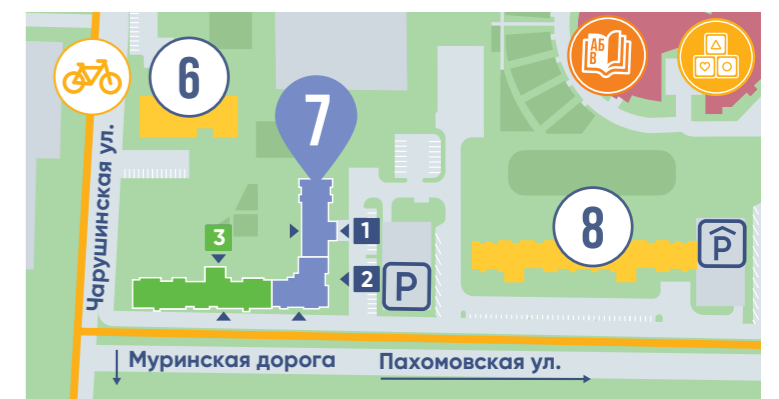 6
7
АБ
В
Чарушинская ул.
3
1
8
P
2
P
Муринская дорога
Пахомовская ул.